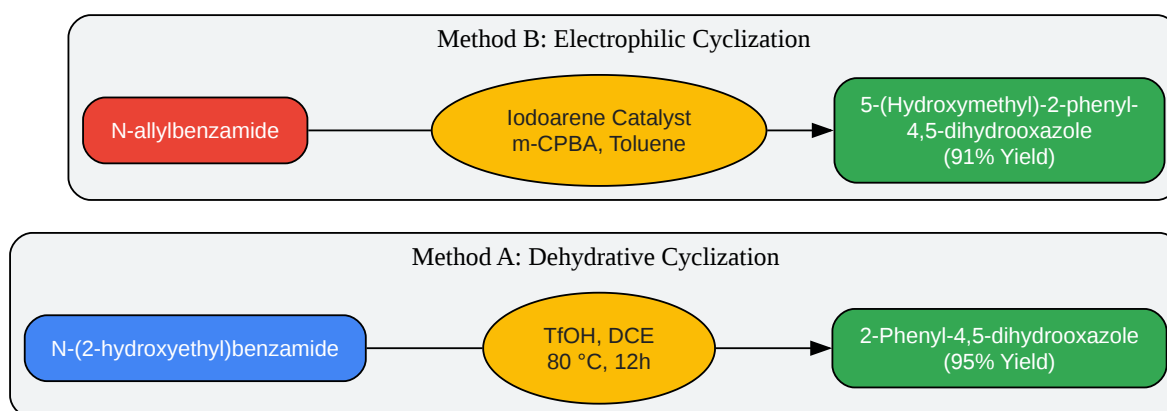 Method B: Electrophilic Cyclization
N-allylbenzamide
Iodoarene Catalyst
m-CPBA, Toluene
5-(Hydroxymethyl)-2-phenyl-
4,5-dihydrooxazole
(91% Yield)
Method A: Dehydrative Cyclization
N-(2-hydroxyethyl)benzamide
TfOH, DCE
80 °C, 12h
2-Phenyl-4,5-dihydrooxazole
(95% Yield)